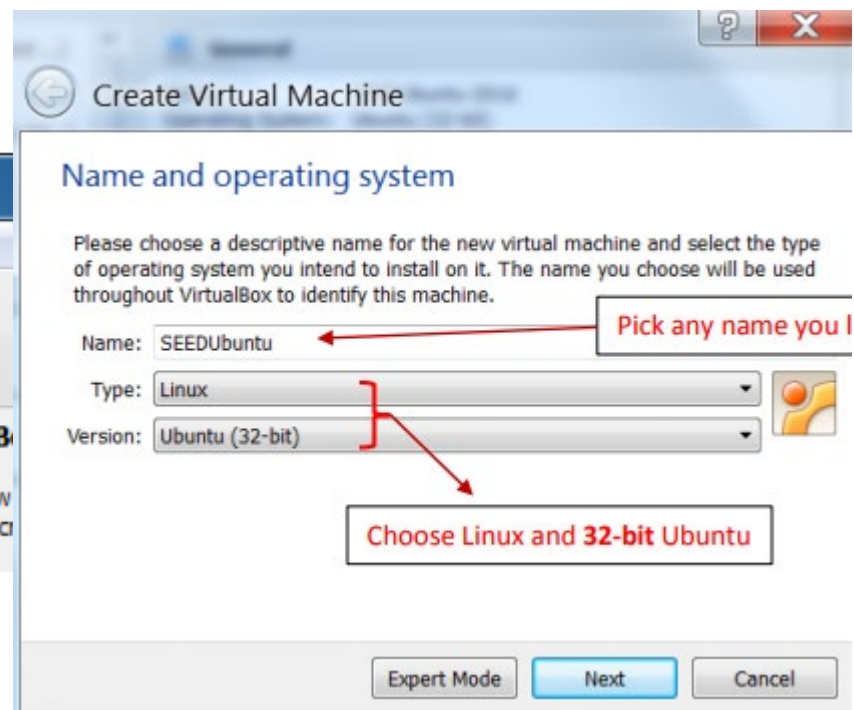 General
Create Virtual Machine
Name and operating system
Please choose a descriptive name for the new virtual machine and select the type
of operating system you intend to install on it. The name you choose will be used
throughout VirtualBox to identify this machine.
Pick any name you l
Name: SEEDUbuntu
Type: Linux
Version: Ubuntu (32-bit)
Choose Linux and 32-bit Ubuntu
Expert Mode Next Cancel